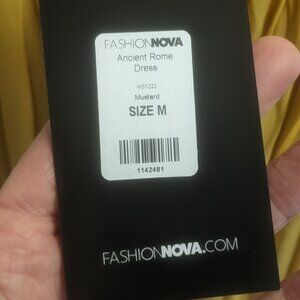 FASHIONNOVA
Ancient Rome
Dress
MS1222
Mustard
SIZE M
1142481
FASHIONNOVA.COM